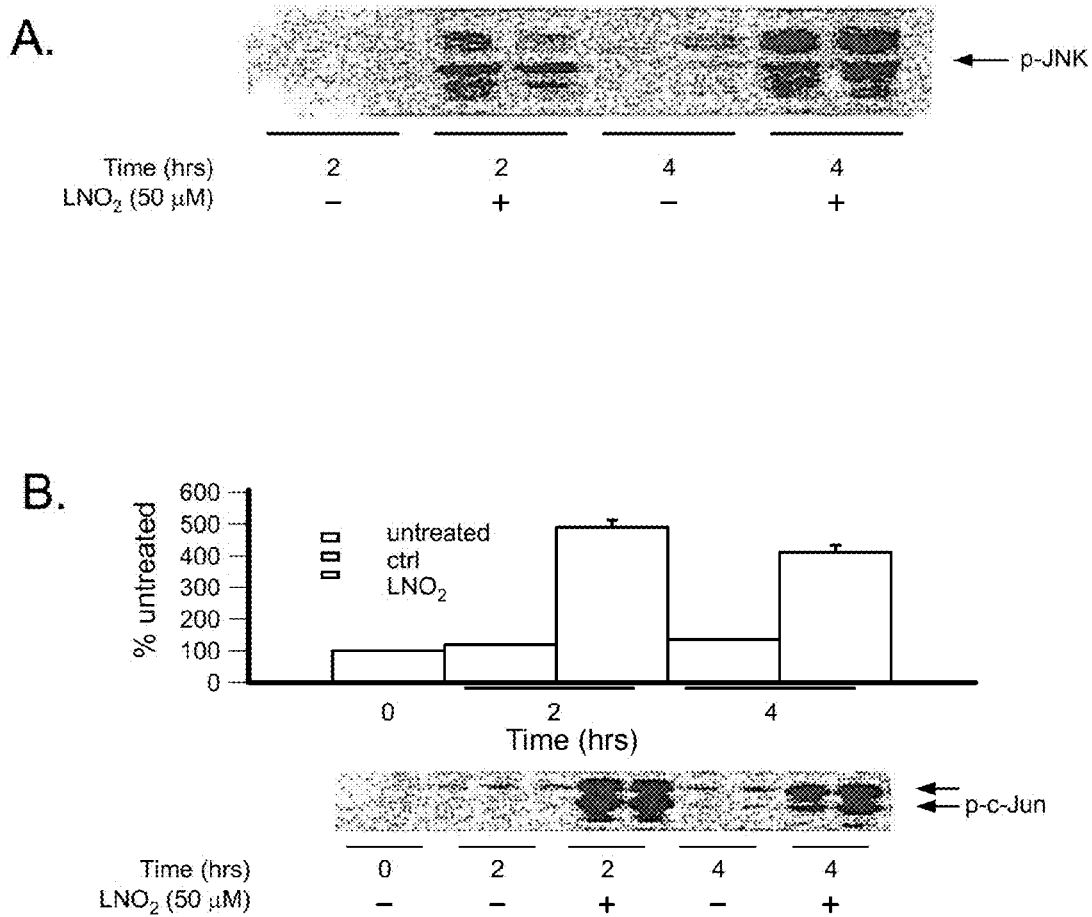 A.
p-JNK
Time (hrs) 2 2 4 4
LNO₂ (50 μM) − + − +
B.
% untreated
600
500
400
300
200
100
0
untreated
ctrl
LNO₂
0 2 4
Time (hrs)
p-c-Jun
Time (hrs) 0 2 2 4 4
LNO₂ (50 μM) − − + − +